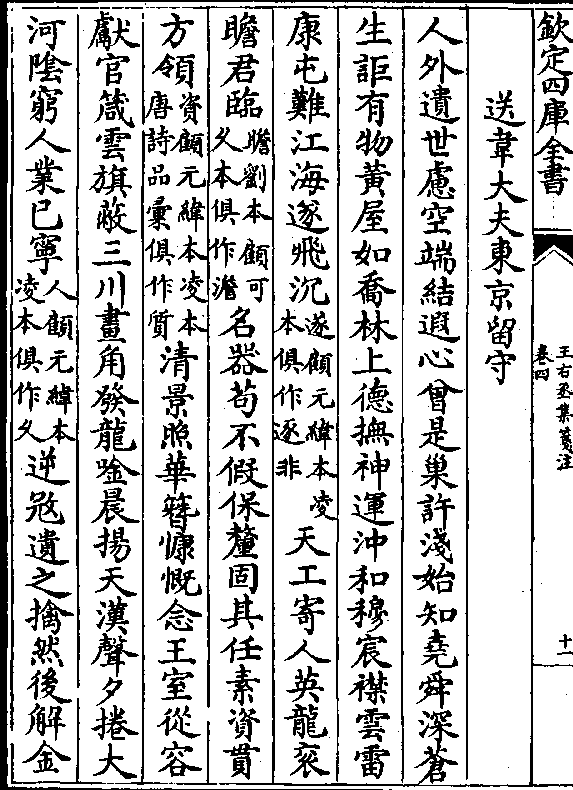 欽定四庫全書
王右丞集箋注
卷四
十一
送韋大夫東京留守
人外遺世慮空端結遐心曾是巢許淺始知堯舜深蒼
生詎有物黃屋如喬林上德撫神運沖和穆宸襟雲雷
康屯難江海遂飛沉遂顧元緯本凌本俱作逐非天工寄人英龍衮
瞻君臨瞻劉本顧可久本俱作澹名器苟不假保釐固其任素資貫
方領資顧元緯本凌本唐詩品彙俱作質清景照華簪慷慨念王室從容
獻官箴雲旗蔽三川畫角發龍唫晨揚天漢聲夕捲大
河陰窮人業已寧人顧元緯本凌本俱作久逆冦遺之擒然後解金